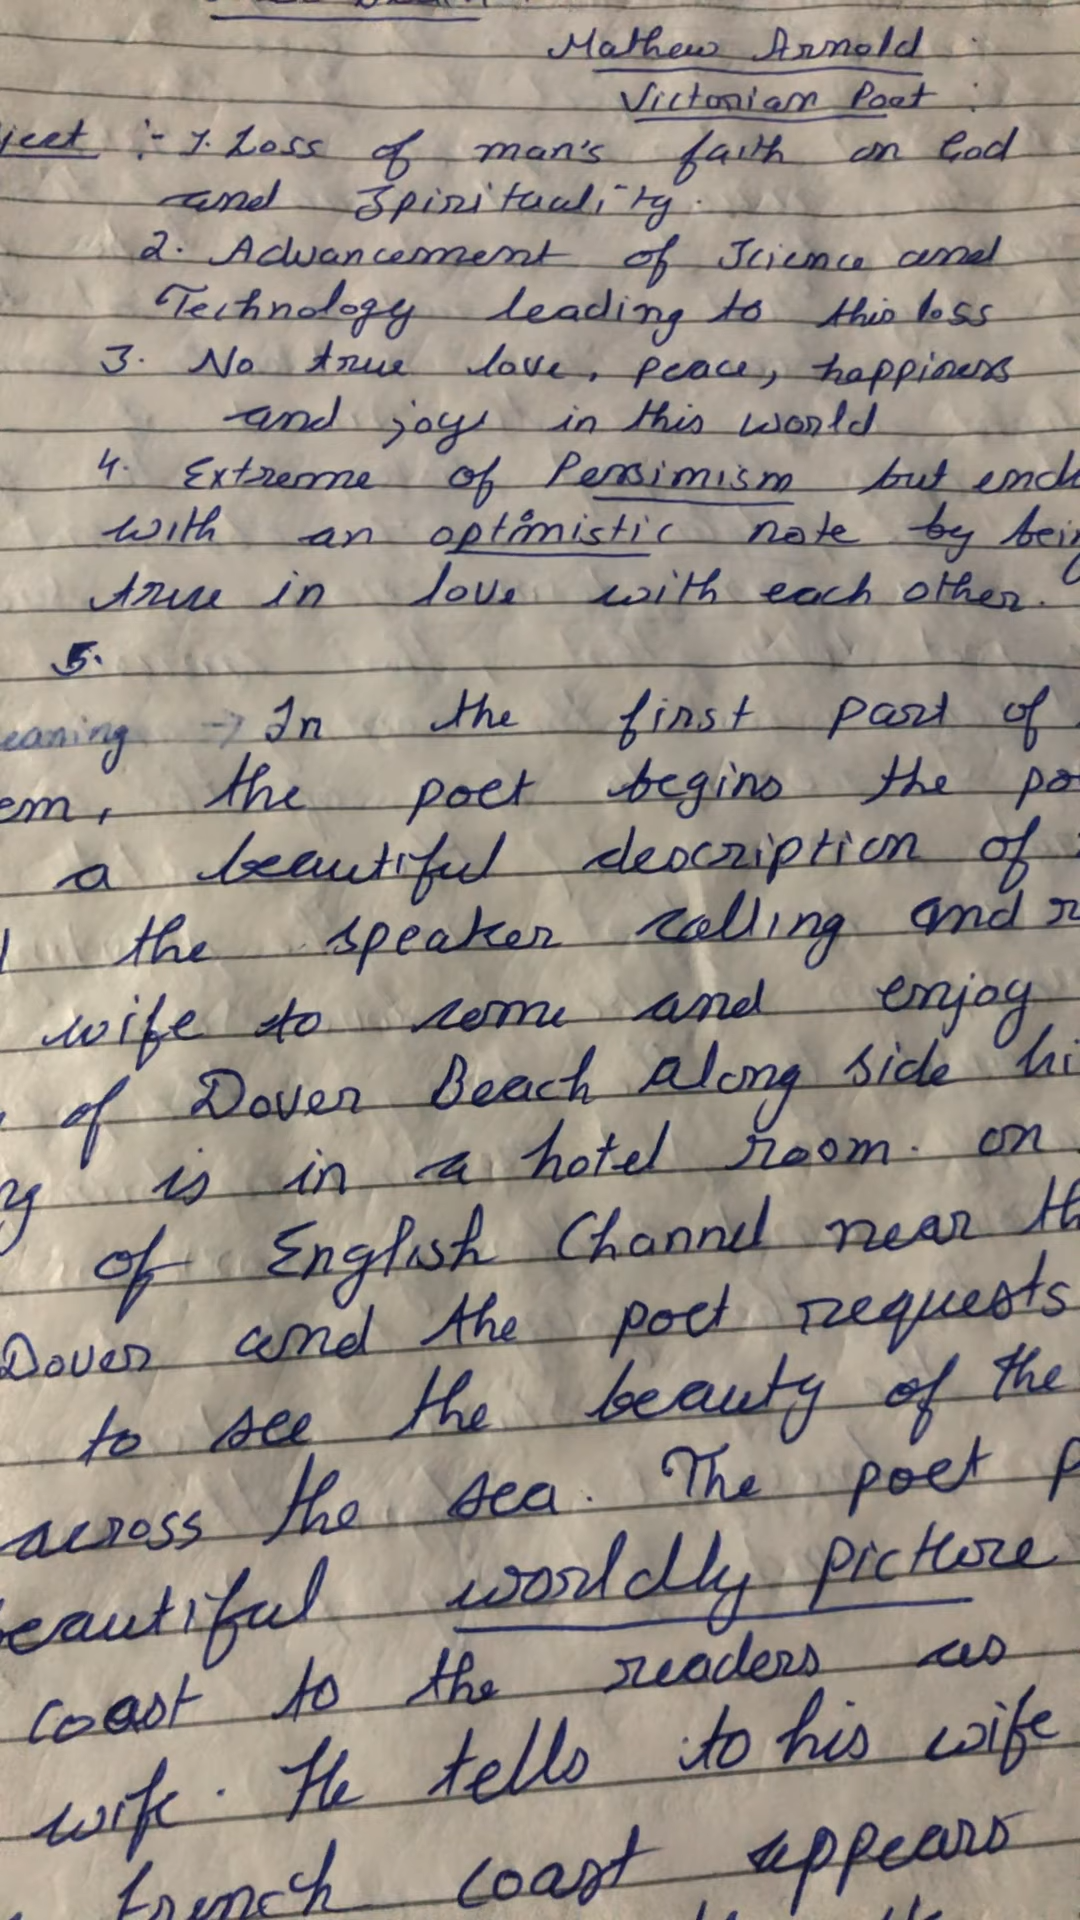 Mathew Arnold
Victorian Poet :
ject :- 1. Loss of man's faith on God
and Spirituality.
2. Advancement of Science and
Technology leading to this loss
3. No true love, peace, happiness
and joys in this world
4. Extreme of Pessimism but end
with an optimistic note by bein
true in love with each other.
5.
eaning → In the first part of
em, the poet begins the po
a beautiful description of
the speaker calling and r
wife to come and enjoy
of Dover Beach along side hi
ng is in a hotel room. on
of English Channel near th
Dover and the poet requests
to see the beauty of the
across the sea. The poet p
eautiful worldly picture
coast to the readers as
wife. He tells to his wife
french coast appears